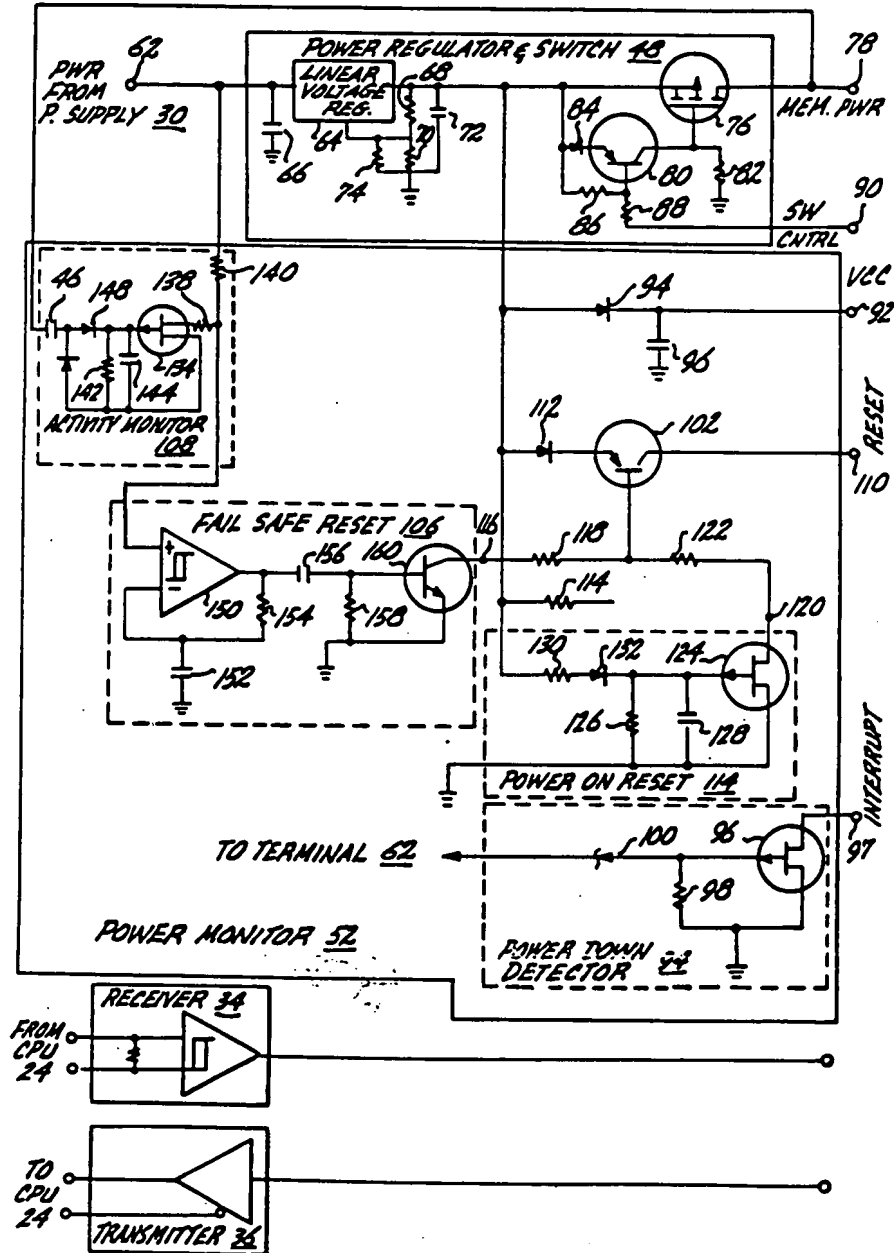 62
PWR
FROM
P. SUPPLY 30
POWER REGULATOR & SWITCH 48
LINEAR
VOLTAGE
REG.
64
66
68
70
72
74
76
78
MEM. PWR
80
82
84
86
88
90
SW
CNTRL
VCC
92
94
96
46
148
138
140
134
142
144
ACTIVITY MONITOR
108
112
102
RESET
110
FAIL SAFE RESET 106
156
160
116
118
122
114
120
150
154
158
152
130
152
124
126
128
POWER ON RESET 114
INTERRUPT
97
96
100
98
TO TERMINAL 62
POWER DOWN
DETECTOR 44
POWER MONITOR 52
RECEIVER 34
FROM
CPU
24
TO
CPU
24
TRANSMITTER 36